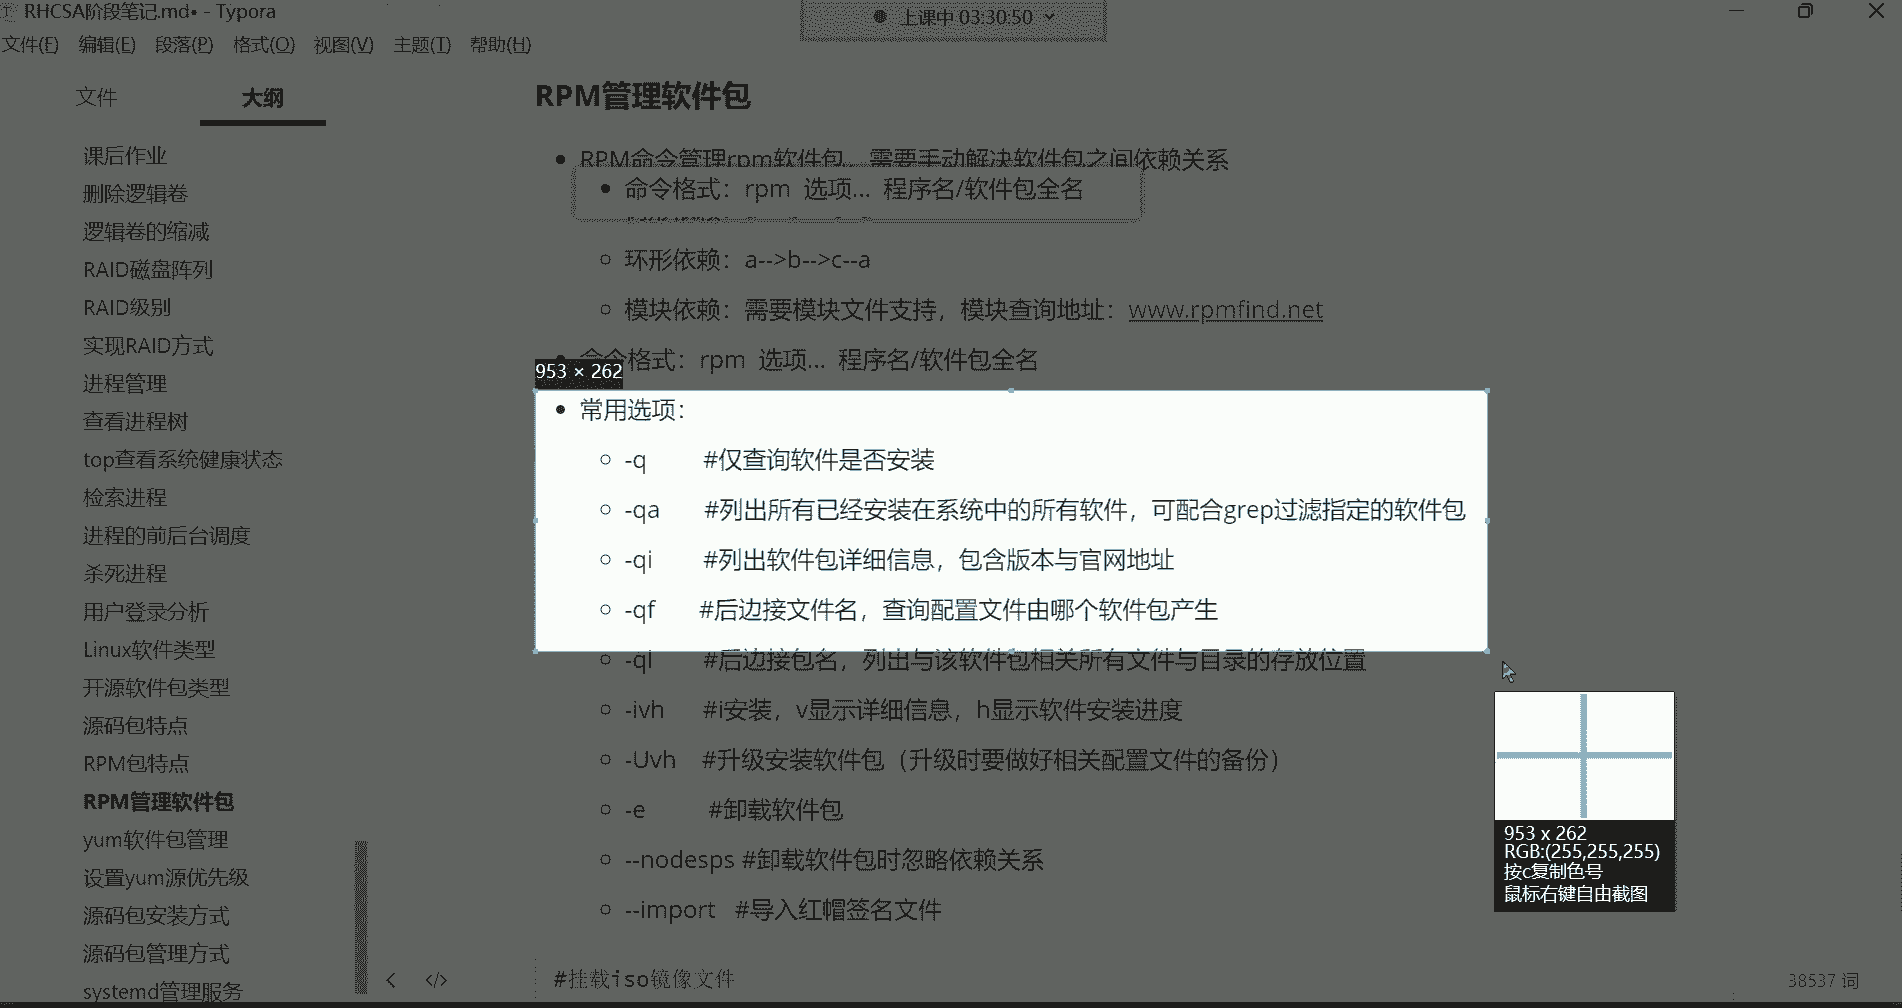 RHCSA阶段笔记.md• - Typora
上课中 03:30:50
文件(F) 编辑(E) 段落(P) 格式(O) 视图(V) 主题(T) 帮助(H)
文件 大纲
课后作业
删除逻辑卷
逻辑卷的缩减
RAID磁盘阵列
RAID级别
实现RAID方式
进程管理
查看进程树
top查看系统健康状态
检索进程
进程的前后台调度
杀死进程
用户登录分析
Linux软件类型
开源软件包类型
源码包特点
RPM包特点
RPM管理软件包
yum软件包管理
设置yum源优先级
源码包安装方式
源码包管理方式
systemd管理服务
RPM管理软件包
RPM命令管理rpm软件包，需要手动解决软件包之间依赖关系
命令格式：rpm 选项... 程序名/软件包全名
环形依赖：a-->b-->c--a
模块依赖：需要模块文件支持，模块查询地址：www.rpmfind.net
命令格式：rpm 选项... 程序名/软件包全名
953 × 262
常用选项：
-q #仅查询软件是否安装
-qa #列出所有已经安装在系统中的所有软件，可配合grep过滤指定的软件包
-qi #列出软件包详细信息，包含版本与官网地址
-qf #后边接文件名，查询配置文件由哪个软件包产生
-ql #后边接包名，列出与该软件包相关所有文件与目录的存放位置
-ivh #i安装，v显示详细信息，h显示软件安装进度
-Uvh #升级安装软件包（升级时要做好相关配置文件的备份）
-e #卸载软件包
--nodesps #卸载软件包时忽略依赖关系
--import #导入红帽签名文件
#挂载iso镜像文件
953 x 262
RGB:(255,255,255)
按c复制色号
鼠标右键自由截图
38537 词